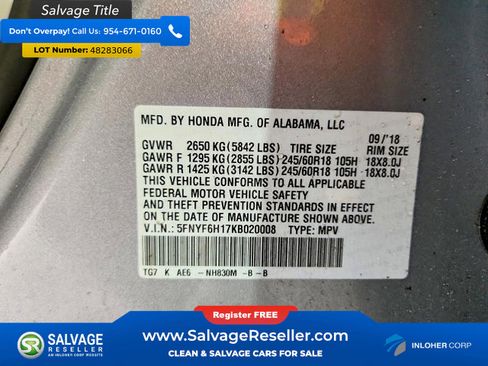 Salvage Title
Don't Overpay! Call Us: 954-671-0160
LOT Number: 48283066
MFD. BY HONDA MFG. OF ALABAMA, LLC
09/'18
GVWR 2650 KG (5842 LBS) TIRE SIZE RIM SIZE
GAWR F 1295 KG (2855 LBS) 245/60R18 105H 18X8.0J
GAWR R 1425 KG (3142 LBS) 245/60R18 105H 18X8.0J
THIS VEHICLE CONFORMS TO ALL APPLICABLE
FEDERAL MOTOR VEHICLE SAFETY
AND THEFT PREVENTION STANDARDS IN EFFECT
ON THE DATE OF MANUFACTURE SHOWN ABOVE.
V.I.N.: 5FNYF6H17KB020008 TYPE: MPV
TG7 K AE6 -NH830M -B -B
Register FREE!
SALVAGE
RESELLER
AN INLOHER CORP WEBSITE
www.SalvageReseller.com
CLEAN & SALVAGE CARS FOR SALE
INLOHER CORP